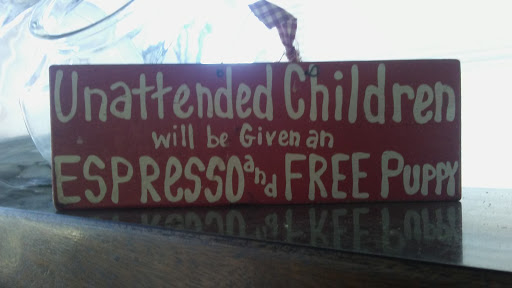 Unattended Children
will be Given an
ESPRESSO and FREE PUPPY